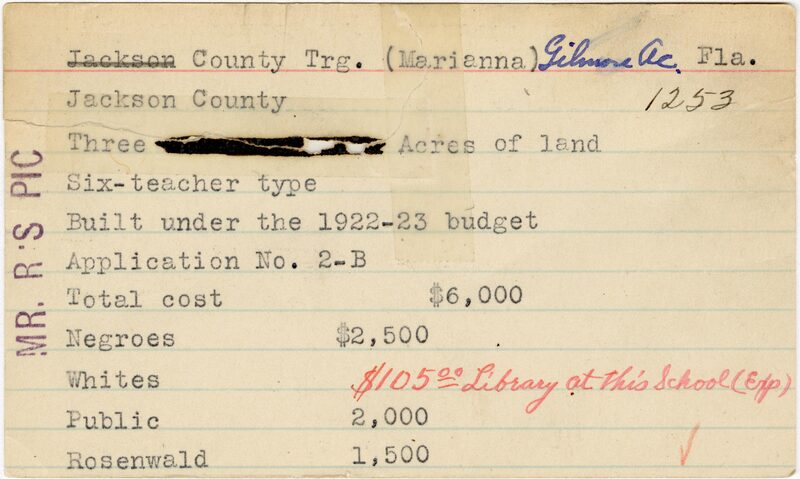 Jackson County Trg. (Marianna) Gilmore Ac. Fla.
Jackson County 1253
Three Acres of land
Six-teacher type
Built under the 1922-23 budget
Application No. 2-B
Total cost $6,000
Negroes $2,500
Whites $105.00 Library at this School (Exp)
Public 2,000
Rosenwald 1,500
MR. R'S PIC